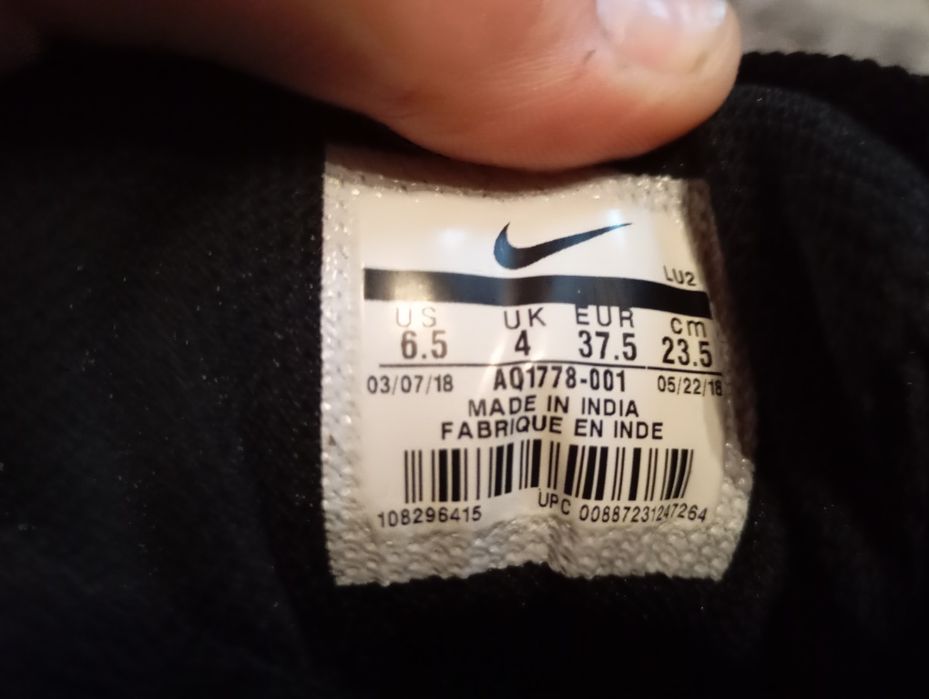 LU2
US UK EUR cm
6.5 4 37.5 23.5
03/07/18 AQ1778-001 05/22/18
MADE IN INDIA
FABRIQUE EN INDE
108296415 UPC 00887231247264